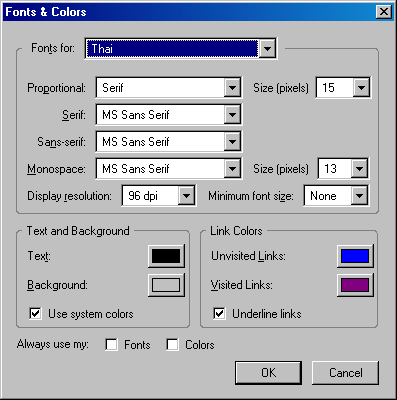 Fonts & Colors
Fonts for: Thai
Proportional: Serif Size (pixels) 15
Serif: MS Sans Serif
Sans-serif: MS Sans Serif
Monospace: MS Sans Serif Size (pixels) 13
Display resolution: 96 dpi Minimum font size: None
Text and Background Link Colors
Text: Unvisited Links:
Background: Visited Links:
Use system colors Underline links
Always use my: Fonts Colors
OK Cancel